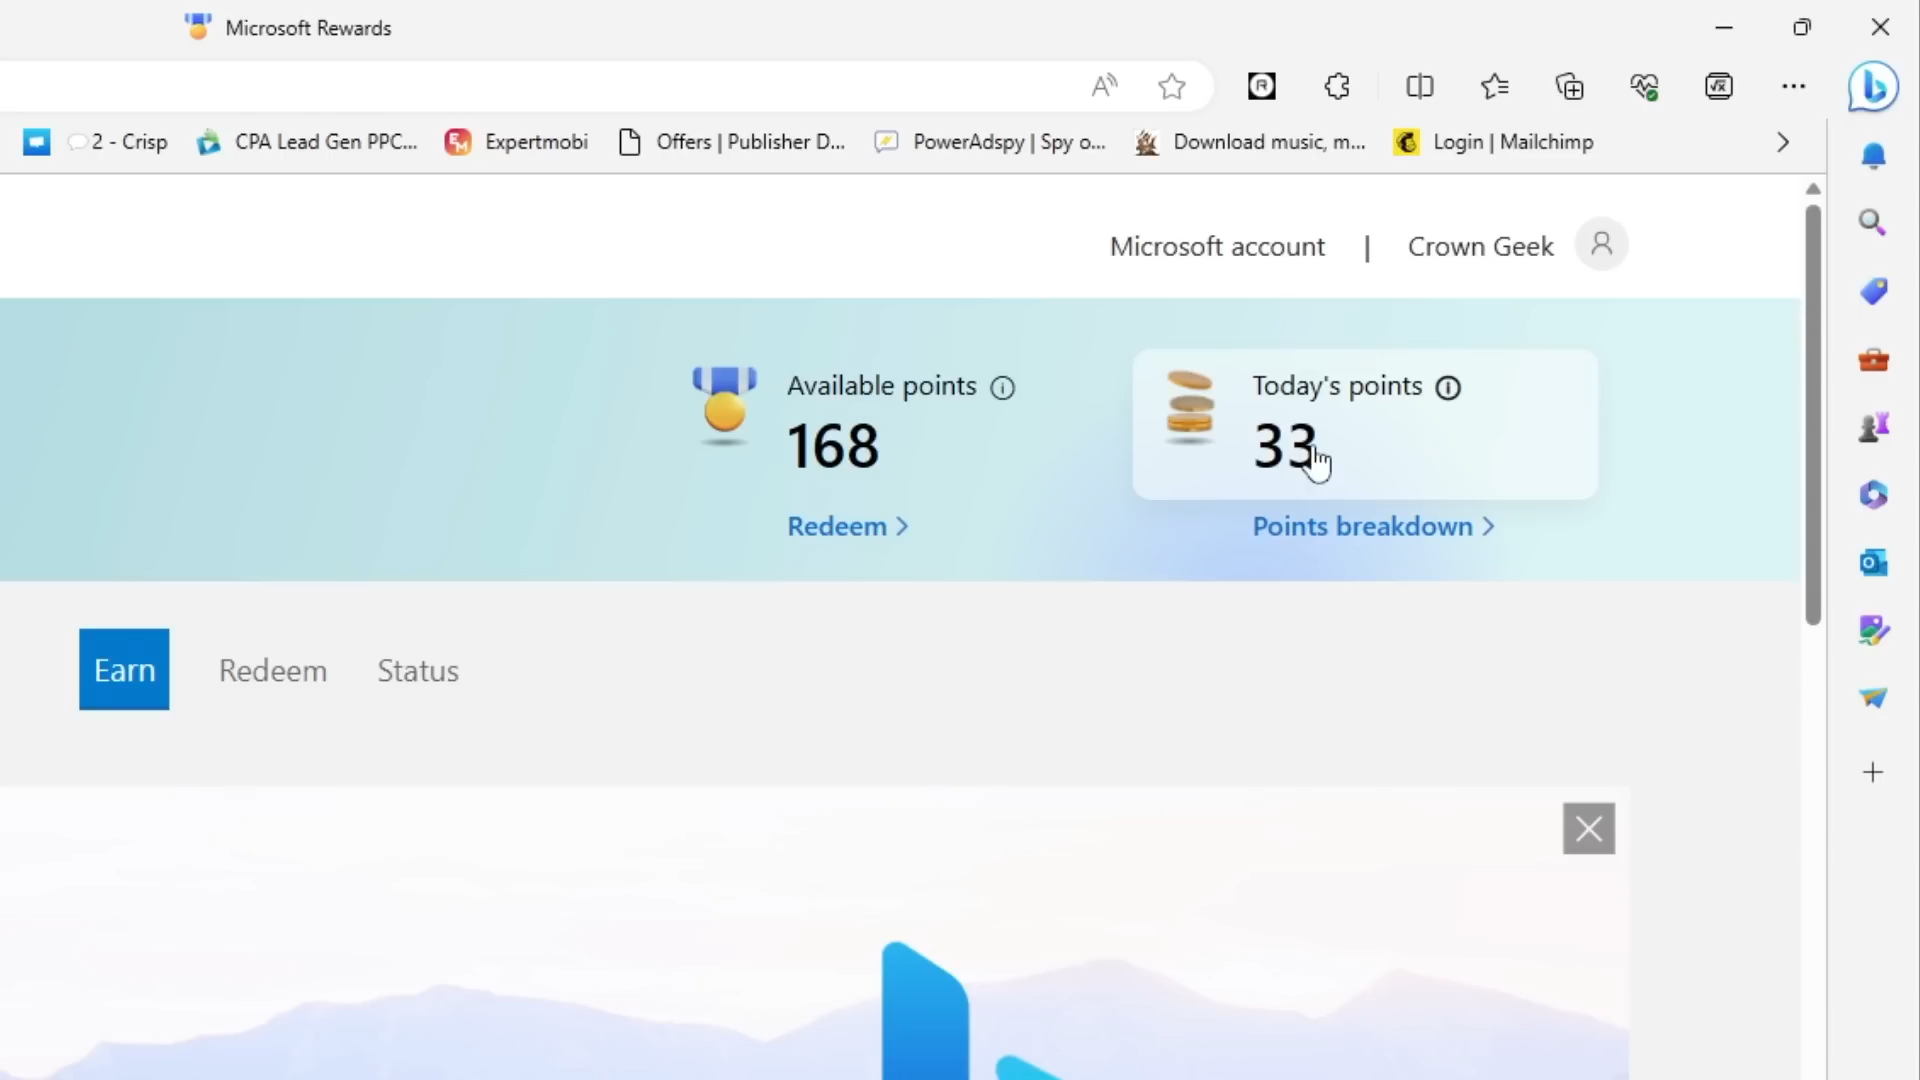 Microsoft Rewards
2 - Crisp
CPA Lead Gen PPC...
Expertmobi
Offers | Publisher D...
PowerAdspy | Spy o...
Download music, m...
Login | Mailchimp
Microsoft account | Crown Geek
Available points
168
Redeem >
Today's points
33
Points breakdown >
Earn
Redeem
Status